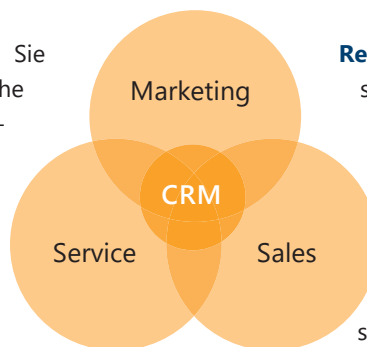 Sie
Re
he
s
-
Marketing
CRM
Service
Sales
s